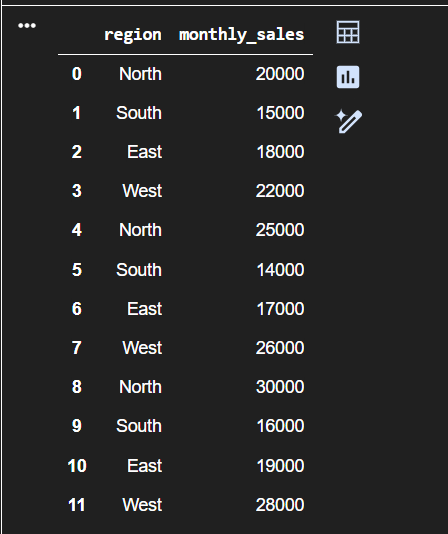 region monthly_sales
0 North 20000
1 South 15000
2 East 18000
3 West 22000
4 North 25000
5 South 14000
6 East 17000
7 West 26000
8 North 30000
9 South 16000
10 East 19000
11 West 28000